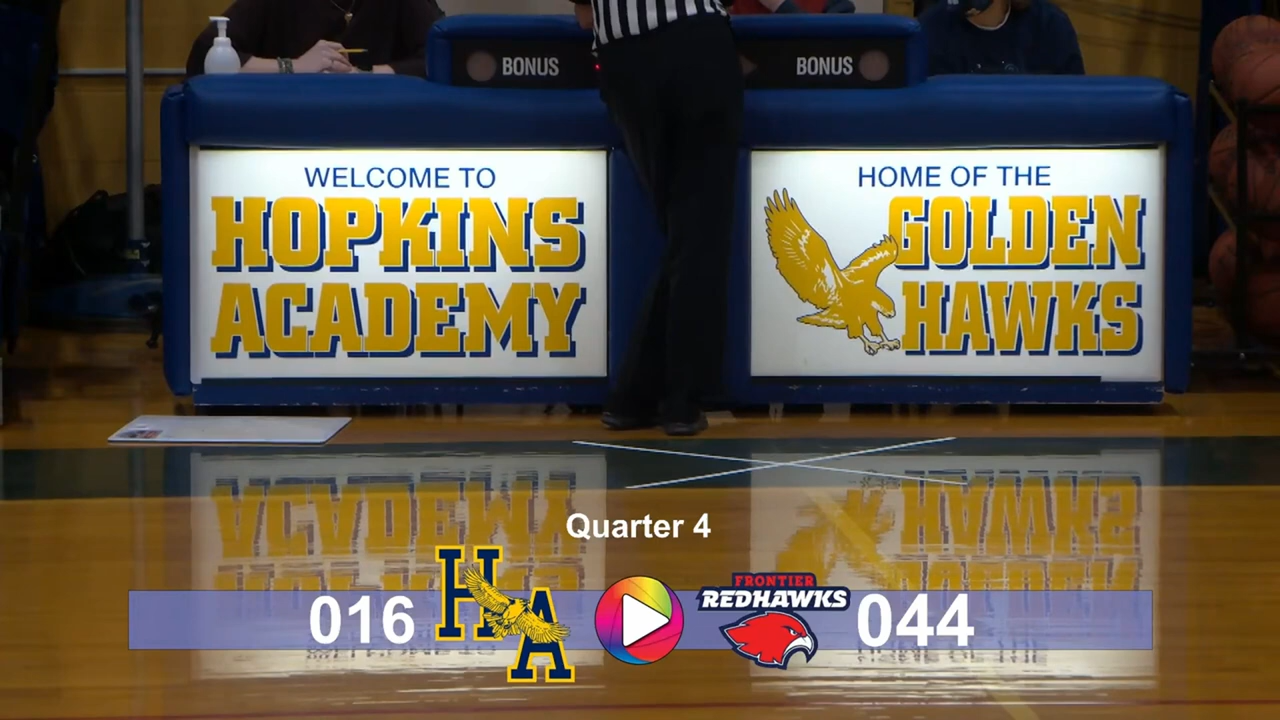 BONUS
BONUS
WELCOME TO
HOPKINS
ACADEMY
HOME OF THE
GOLDEN
HAWKS
Quarter 4
016
HA
FRONTIER
REDHAWKS
044